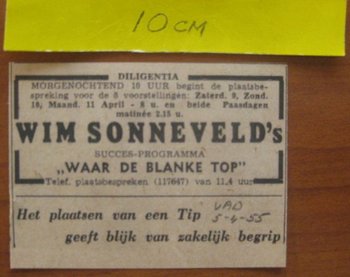 10 CM
DILIGENTIA
MORGENOCHTEND 10 UUR begint de plaatsbe-
spreking voor de 5 voorstellingen: Zaterd. 9, Zond.
10, Maand. 11 April - 8 u. en beide Paasdagen
matinée 2.15 u.
WIM SONNEVELD's
SUCCES-PROGRAMMA
„WAAR DE BLANKE TOP"
Telef. plaatsbespreken (117647) van 11.4 uur
Het plaatsen van een Tip
VAD
5-4-55
geeft blijk van zakelijk begrip